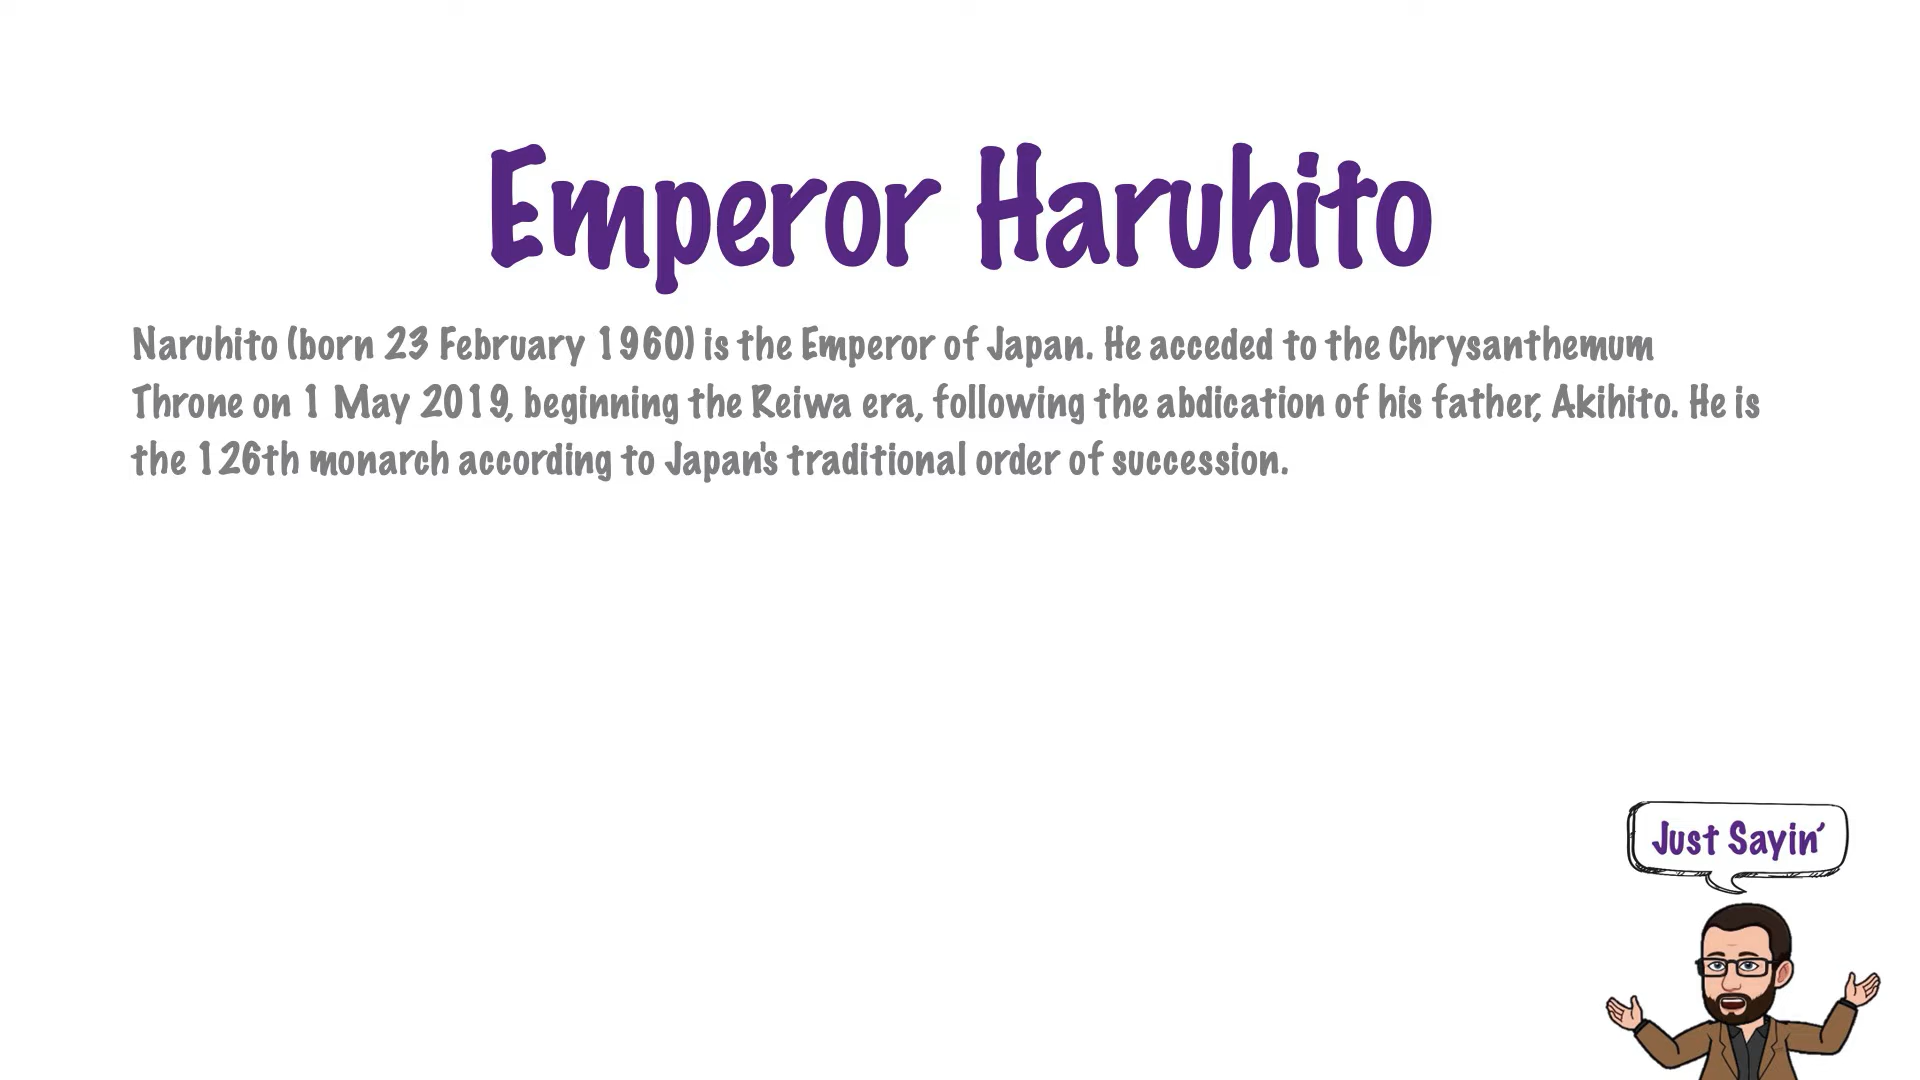 Emperor Haruhito
Naruhito (born 23 February 1960) is the Emperor of Japan. He acceded to the Chrysanthemum
Throne on 1 May 2019, beginning the Reiwa era, following the abdication of his father, Akihito. He is
the 126th monarch according to Japan's traditional order of succession.
Just Sayin’